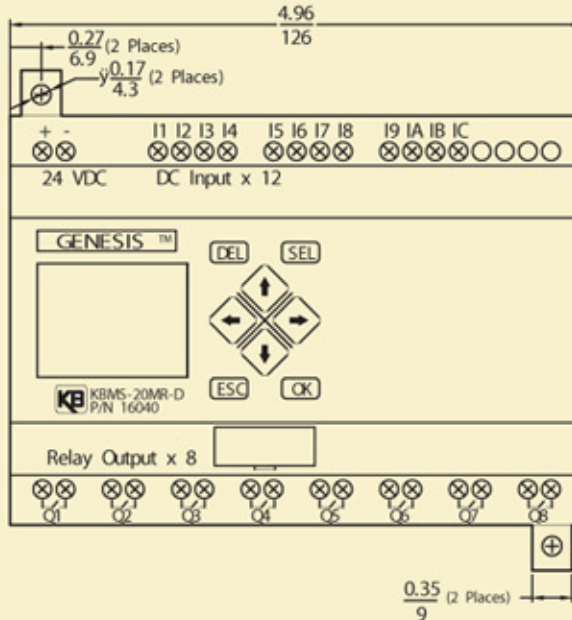 4.96
126
0.27 (2 Places)
6.9
ÿ0.17 (2 Places)
4.3
+ -
I1 I2 I3 I4 I5 I6 I7 I8 I9 IA IB IC
24 VDC DC Input x 12
GENESIS ™
DEL SEL
KB KBMS-20MR-D
P/N 16040
ESC OK
Relay Output x 8
Q1 Q2 Q3 Q4 Q5 Q6 Q7 Q8
0.35 (2 Places)
9